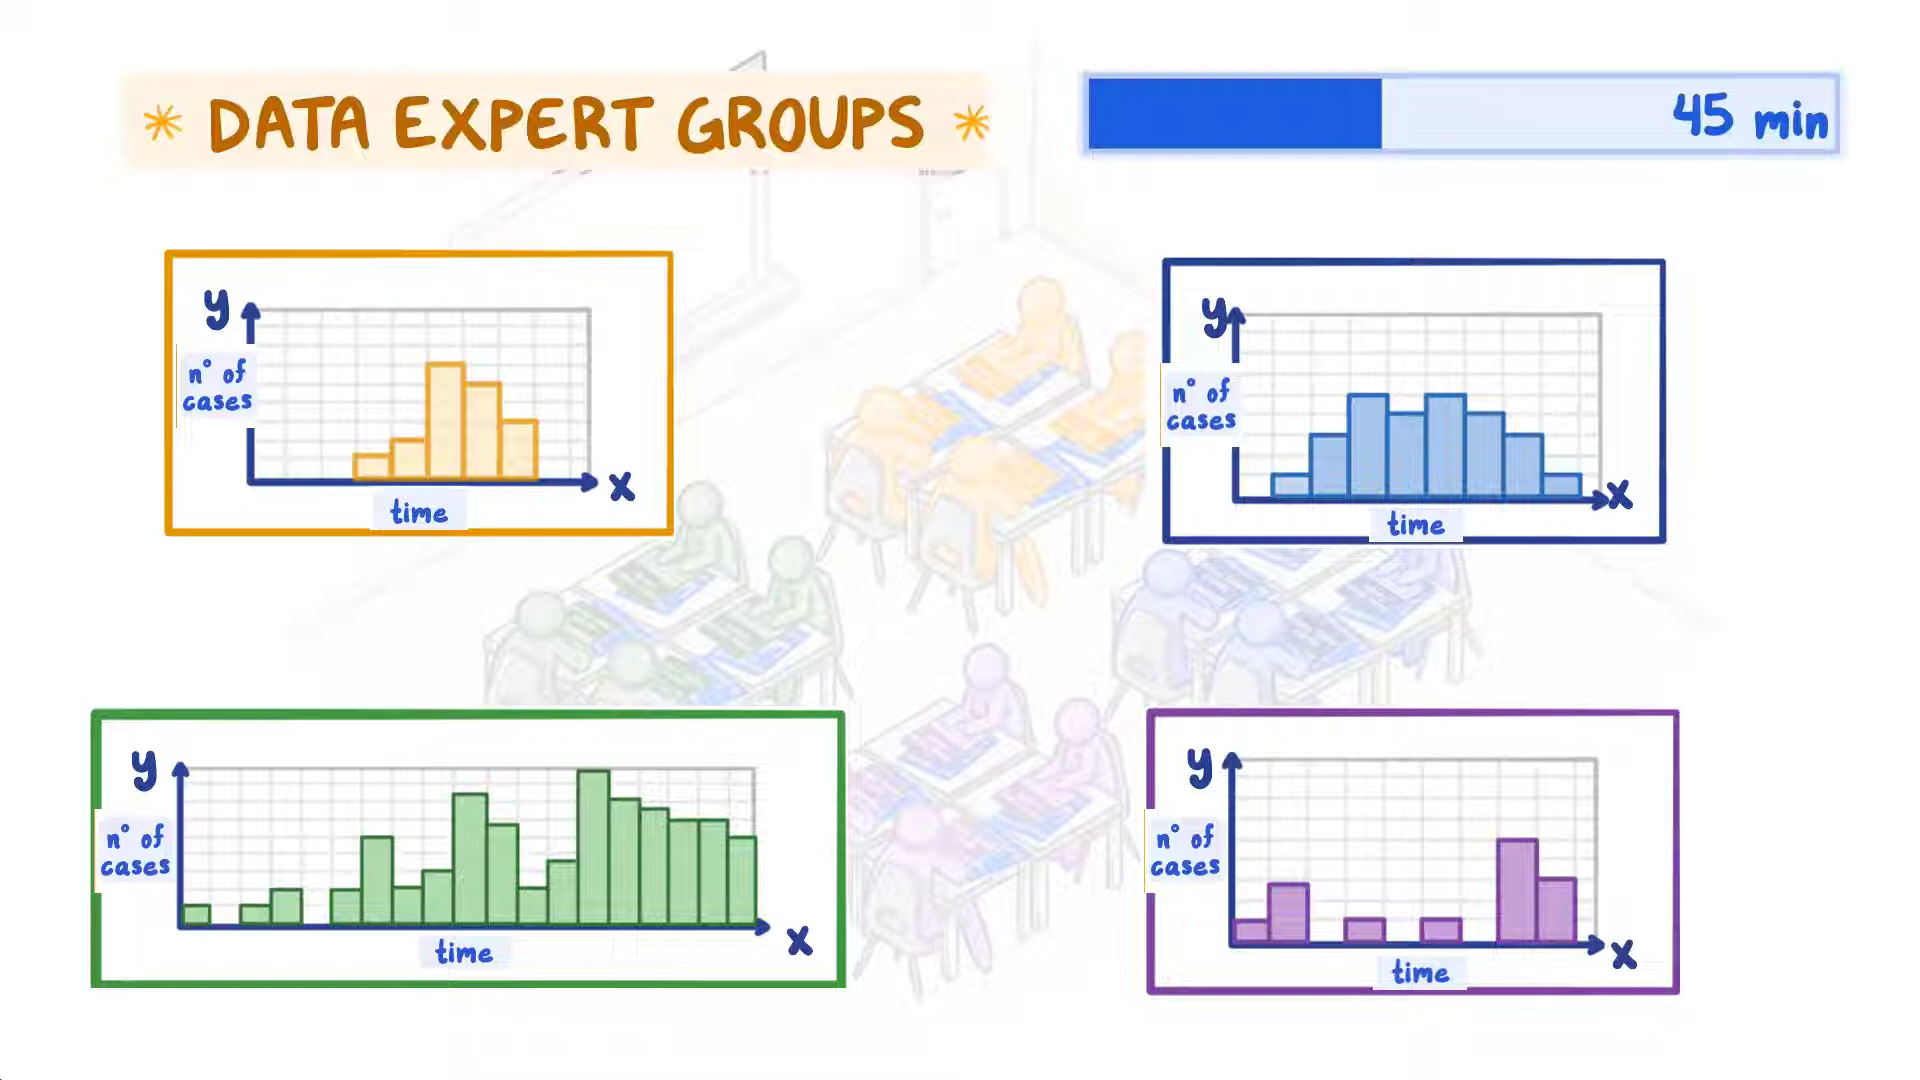 DATA EXPERT GROUPS
45 min
y
n° of
cases
x
time
y
n° of
cases
x
time
y
n° of
cases
x
time
y
n° of
cases
x
time